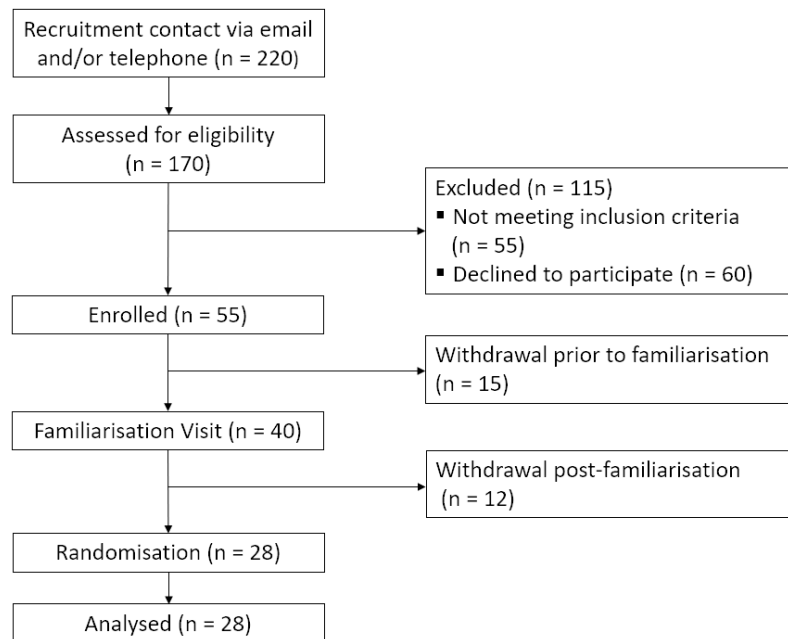 Recruitment contact via email
and/or telephone (n = 220)
Assessed for eligibility
(n = 170)
Excluded (n = 115)
▪ Not meeting inclusion criteria
(n = 55)
▪ Declined to participate (n = 60)
Enrolled (n = 55)
Withdrawal prior to familiarisation
(n = 15)
Familiarisation Visit (n = 40)
Withdrawal post-familiarisation
(n = 12)
Randomisation (n = 28)
Analysed (n = 28)